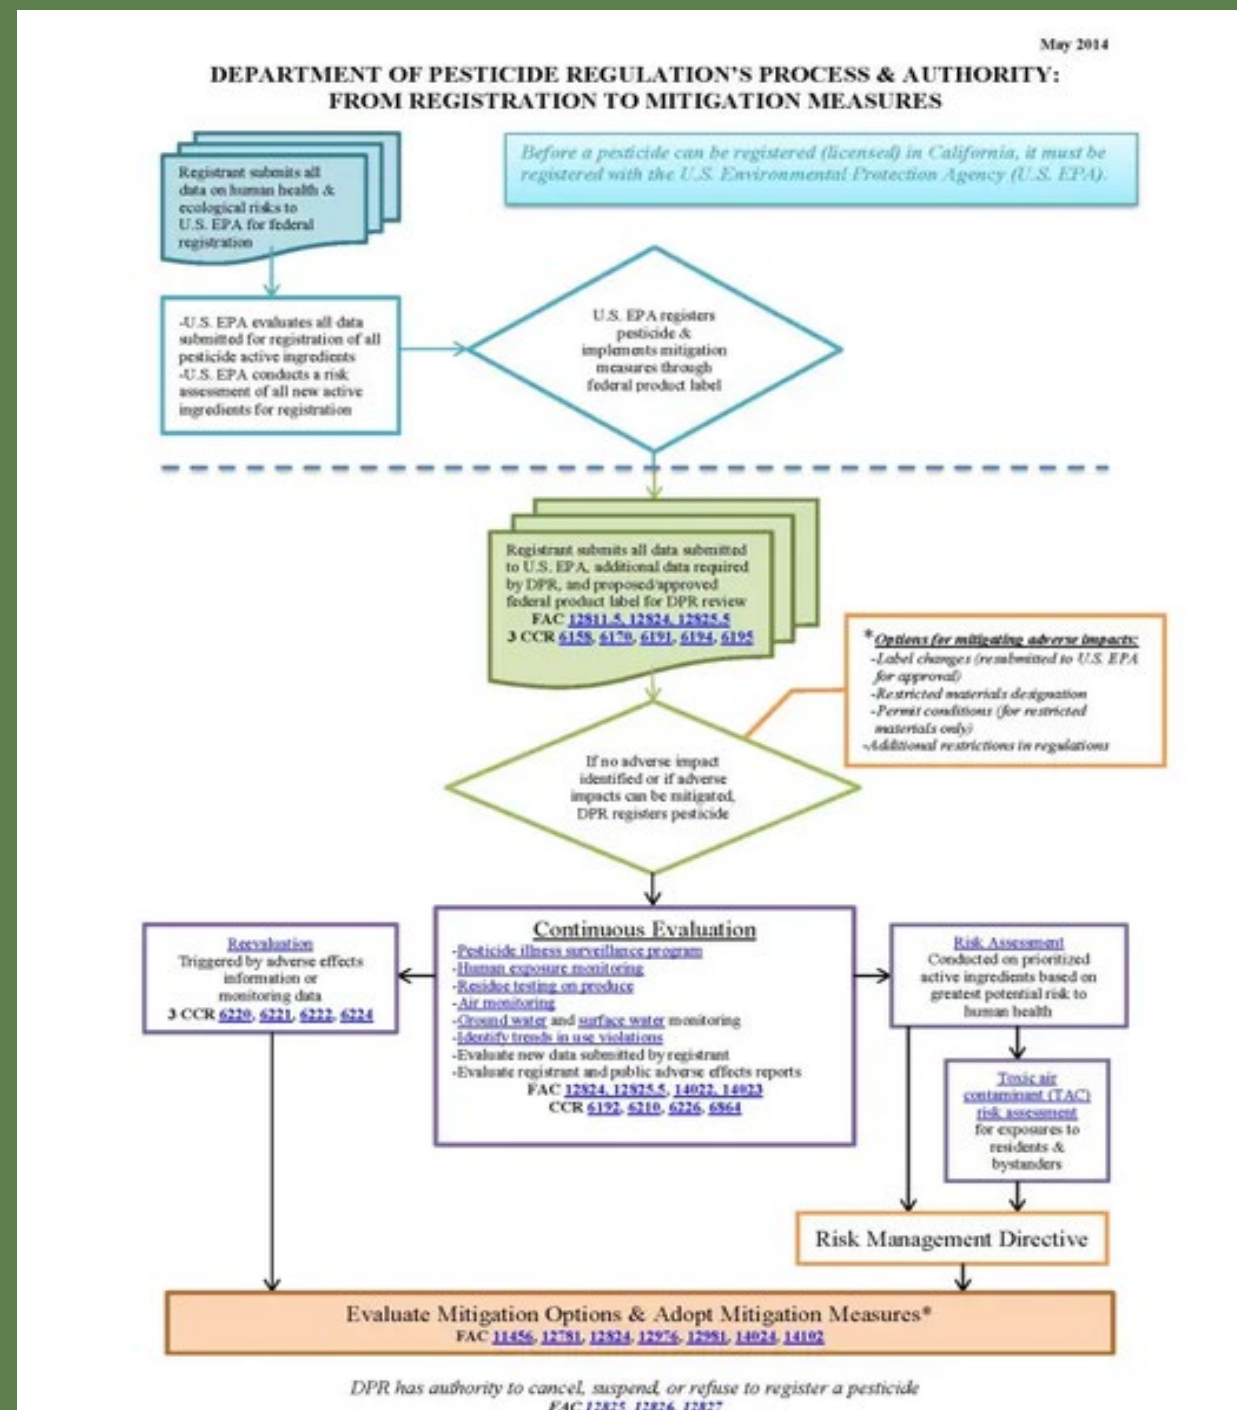 May 2014
DEPARTMENT OF PESTICIDE REGULATION'S PROCESS & AUTHORITY:
FROM REGISTRATION TO MITIGATION MEASURES
Registrant submits all
data on human health &
ecological risks to
U.S. EPA for federal
registration
Before a pesticide can be registered (licensed) in California, it must be
registered with the U.S. Environmental Protection Agency (U.S. EPA).
-U.S. EPA evaluates all data
submitted for registration of all
pesticide active ingredients
-U.S. EPA conducts a risk
assessment of all new active
ingredients for registration
U.S. EPA registers
pesticide &
implements mitigation
measures through
federal product label
Registrant submits all data submitted
to U.S. EPA, additional data required
by DPR, and proposed/approved
federal product label for DPR review
FAC 12811.5, 12824, 12825.5
3 CCR 6158, 6170, 6191, 6194, 6195
*Options for mitigating adverse impacts:
-Label changes (resubmitted to U.S. EPA
for approval)
-Restricted materials designation
-Permit conditions (for restricted
materials only)
-Additional restrictions in regulations
If no adverse impact
identified or if adverse
impacts can be mitigated,
DPR registers pesticide
Reevaluation
Triggered by adverse effects
information or
monitoring data
3 CCR 6220, 6221, 6222, 6224
Continuous Evaluation
-Pesticide illness surveillance program
-Human exposure monitoring
-Residue testing on produce
-Air monitoring
-Ground water and surface water monitoring
-Identify trends in use violations
-Evaluate new data submitted by registrant
-Evaluate registrant and public adverse effects reports
FAC 12824, 12825.5, 14022, 14023
CCR 6192, 6210, 6226, 6864
Risk Assessment
Conducted on prioritized
active ingredients based on
greatest potential risk to
human health
Toxic air
contaminant (TAC)
risk assessment
for exposures to
residents &
bystanders
Risk Management Directive
Evaluate Mitigation Options & Adopt Mitigation Measures*
FAC 11456, 12781, 12824, 12976, 12981, 14024, 14102
DPR has authority to cancel, suspend, or refuse to register a pesticide
FAC 12825, 12826, 12827